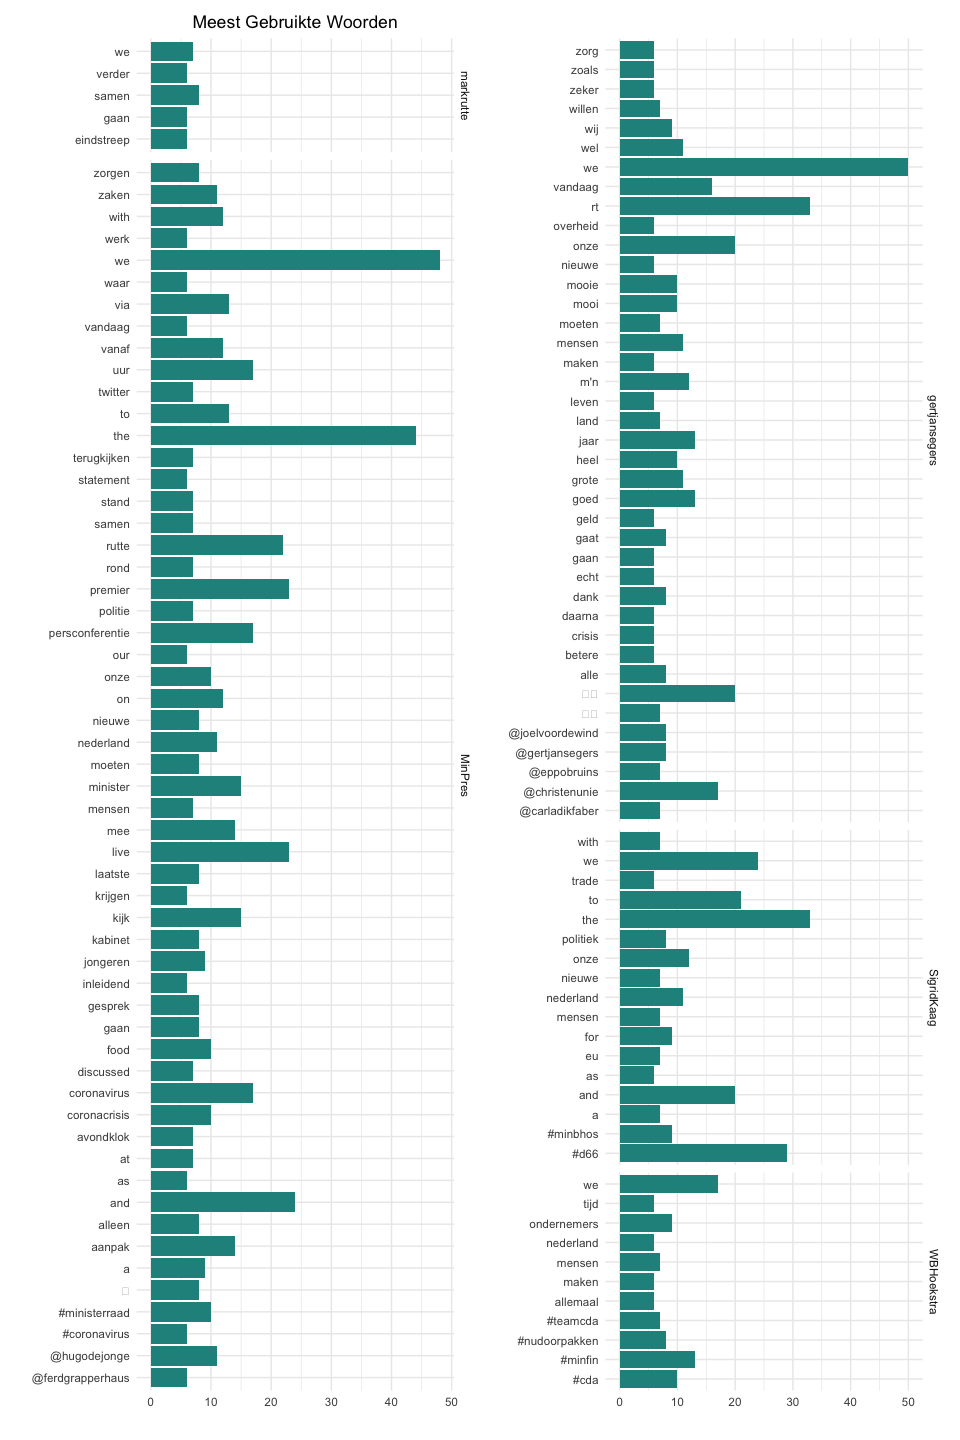 Meest Gebruikte Woorden
we
verder
samen
gaan
eindstreep
markrutte
zorgen
zaken
with
werk
we
waar
via
vandaag
vanaf
uur
twitter
to
the
terugkijken
statement
stand
samen
rutte
rond
premier
politie
persconferentie
our
onze
on
nieuwe
nederland
moeten
minister
mensen
mee
live
laatste
krijgen
kijk
kabinet
jongeren
inleidend
gesprek
gaan
food
discussed
coronavirus
coronacrisis
avondklok
at
as
and
alleen
aanpak
a
#ministerraad
#coronavirus
@hugodejonge
@ferdgrapperhaus
MinPres
0 10 20 30 40 50
zorg
zoals
zeker
willen
wij
wel
we
vandaag
rt
overheid
onze
nieuwe
mooie
mooi
moeten
mensen
maken
m'n
leven
land
jaar
heel
grote
goed
geld
gaat
gaan
echt
dank
daarna
crisis
betere
alle
@joelvoordewind
@gertjansegers
@eppobruins
@christenunie
@carladikfaber
gertjansegers
with
we
trade
to
the
politiek
onze
nieuwe
nederland
mensen
for
eu
as
and
a
#minbhos
#d66
SigridKaag
we
tijd
ondernemers
nederland
mensen
maken
allemaal
#teamcda
#nudoorpakken
#minfin
#cda
WBHoekstra
0 10 20 30 40 50